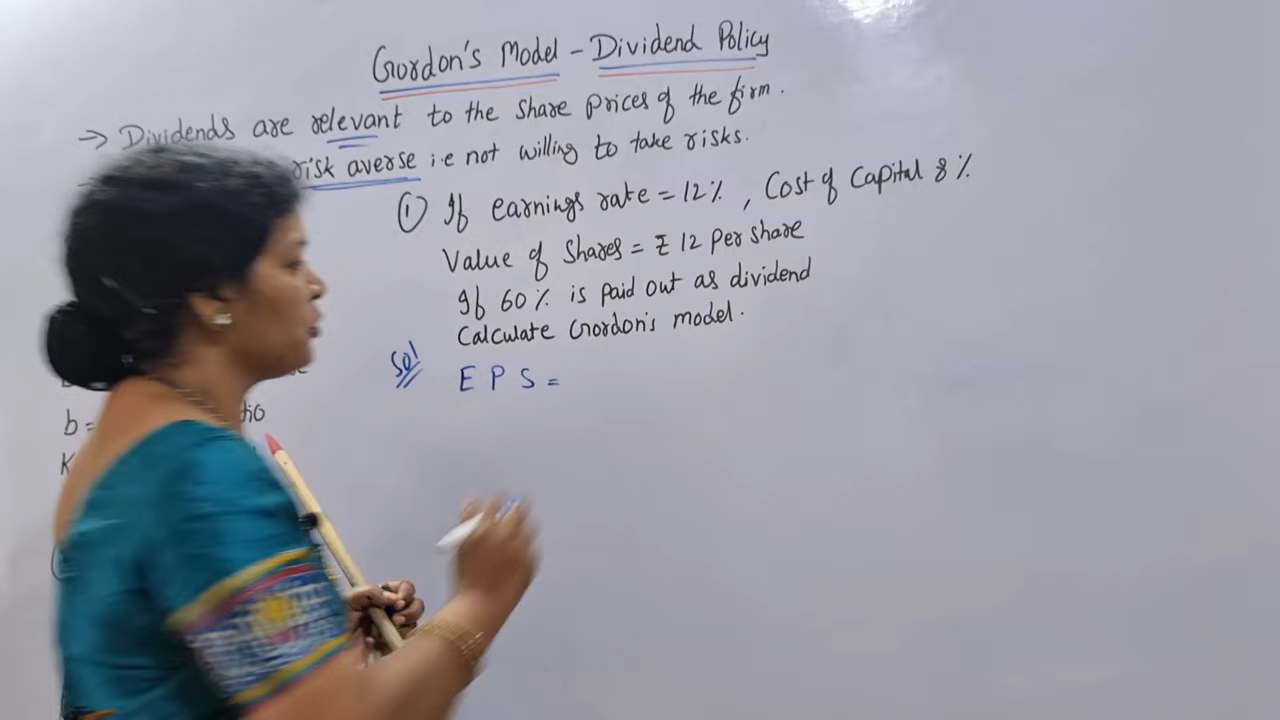 Gordon's Model - Dividend Policy
→ Dividends are relevant to the share prices of the firm.
risk averse i.e not willing to take risks.
① If earnings rate = 12%, Cost of Capital 8%
Value of shares = ₹ 12 per share
If 60% is paid out as dividend
Calculate Gordon's model.
Sol
E P S =
b =
K